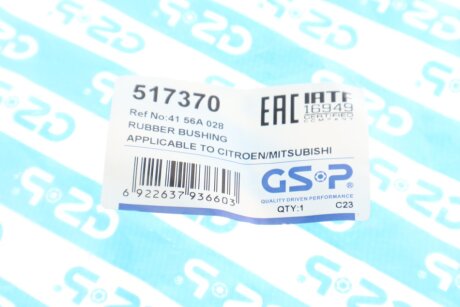 517370
Ref No:41 56A 028
RUBBER BUSHING
APPLICABLE TO CITROEN/MITSUBISHI
EAC
IATF
16949
CERTIFIED
COMPANY
6 922637 936603
GSP®
QUALITY DRIVEN PERFORMANCE
QTY:1
C23